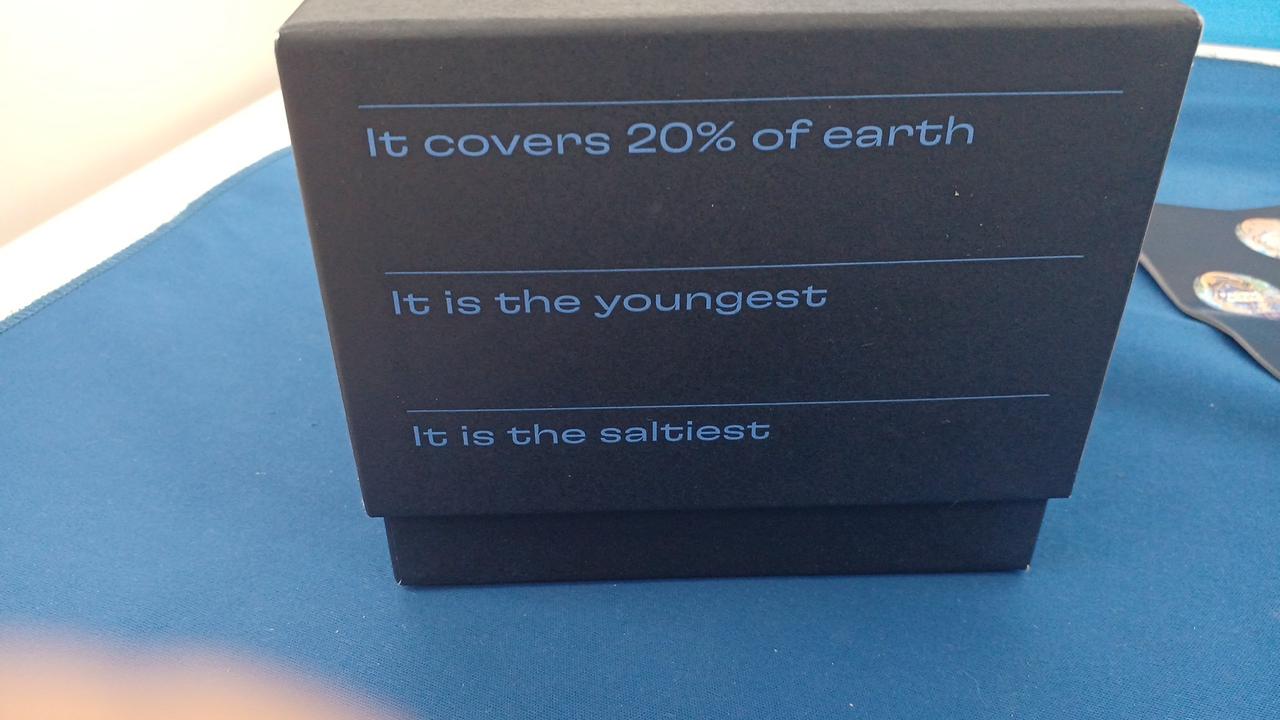 It covers 20% of earth
It is the youngest
It is the saltiest